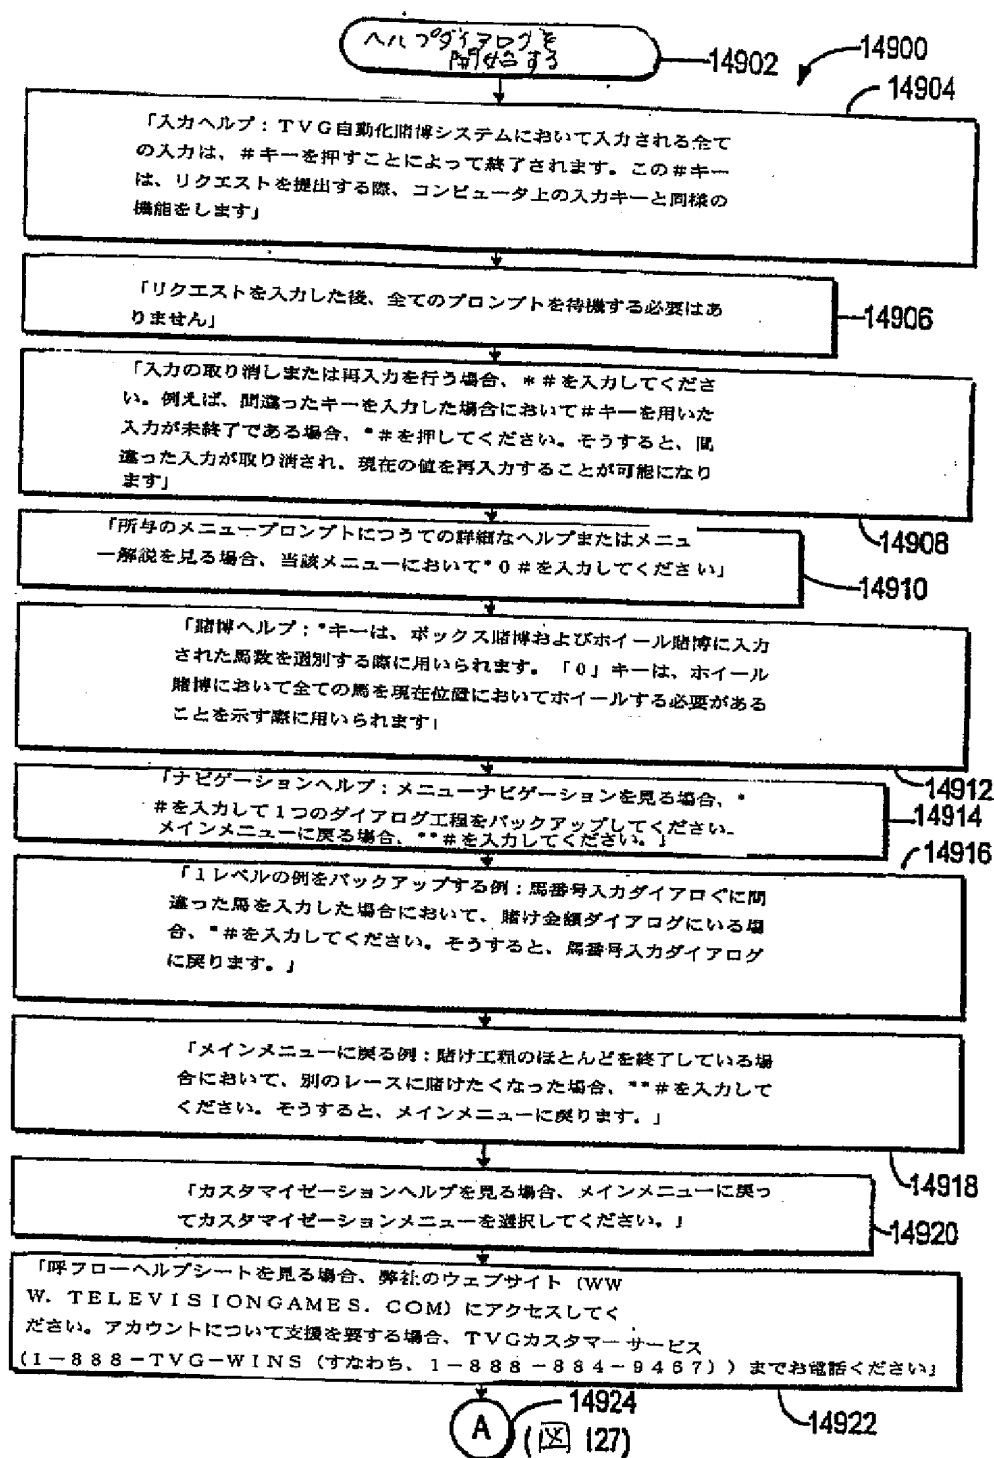 ヘルプダイアログを
開始する
14902
14900
14904
「入力ヘルプ:TVG自動化賭博システムにおいて入力される全て
の入力は、#キーを押すことによって終了されます。この#キー
は、リクエストを提出する際、コンピュータ上の入力キーと同様の
機能をします」
「リクエストを入力した後、全てのプロンプトを待機する必要はあ
りません」
14906
「入力の取り消しまたは再入力を行う場合、*#を入力してくださ
い。例えば、間違ったキーを入力した場合において#キーを用いた
入力が未終了である場合、*#を押してください。そうすると、間
違った入力が取り消され、現在の値を再入力することが可能になり
ます」
14908
「所与のメニュープロンプトにつうての詳細なヘルプまたはメニュ
ー解説を見る場合、当該メニューにおいて*0#を入力してください」
14910
「賭博ヘルプ:*キーは、ボックス賭博およびホイール賭博に入力
された馬数を選別する際に用いられます。「0」キーは、ホイール
賭博において全ての馬を現在位置においてホイールする必要がある
ことを示す際に用いられます」
14912
「ナビゲーションヘルプ:メニューナビゲーションを見る場合、*
#を入力して1つのダイアログ工程をバックアップしてください。
メインメニューに戻る場合、**#を入力してください。」
14914
14916
「1レベルの例をバックアップする例:馬番号入力ダイアロぐに間
違った馬を入力した場合において、賭け金額ダイアログにいる場
合、*#を入力してください。そうすると、馬番号入力ダイアログ
に戻ります。」
「メインメニューに戻る例:賭け工程のほとんどを終了している場
合において、別のレースに賭けたくなった場合、**#を入力して
ください。そうすると、メインメニューに戻ります。」
14918
「カスタマイゼーションヘルプを見る場合、メインメニューに戻っ
てカスタマイゼーションメニューを選択してください。」
14920
「呼フローヘルプシートを見る場合、弊社のウェブサイト(WW
W.TELEVISIONGAMES.COM)にアクセスしてく
ださい。アカウントについて支援を要する場合、TVGカスタマーサービス
(1-888-TVG-WINS(すなわち、1-888-884-9467))までお電話ください」
14922
A
14924
(図 127)